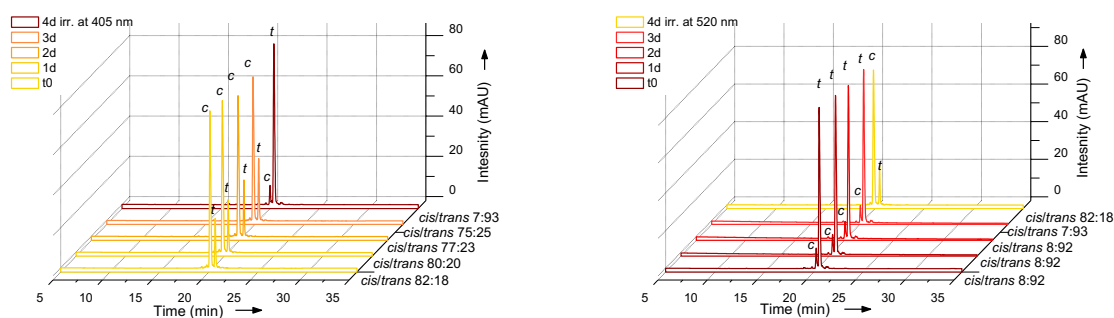 4d irr. at 405 nm
3d
2d
1d
t0
t
c
c
c
c
t
t
t
t
c
80
60
40
20
0
Intesnity (mAU)
cis/trans 7:93
cis/trans 75:25
cis/trans 77:23
cis/trans 80:20
cis/trans 82:18
5
10
15
20
25
30
35
Time (min)
4d irr. at 520 nm
3d
2d
1d
t0
c
t
t
t
t
t
c
c
c
c
80
60
40
20
0
Intesnity (mAU)
cis/trans 82:18
cis/trans 7:93
cis/trans 8:92
cis/trans 8:92
cis/trans 8:92
5
10
15
20
25
30
35
Time (min)